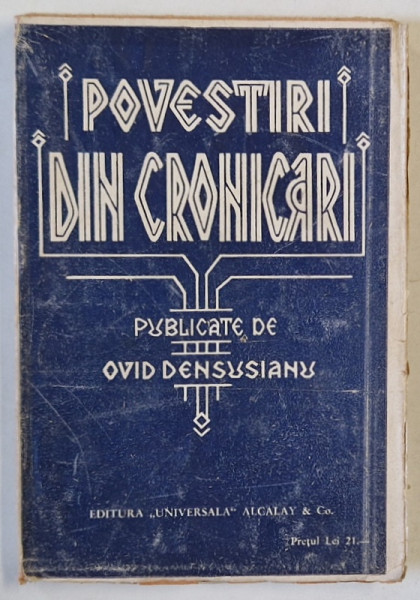 POVESTIRI
DIN CRONICARI
PUBLICATE DE
OVID DENSUSIANU
EDITURA „UNIVERSALA“ ALCALAY & Co.
Prețul Lei 21.—